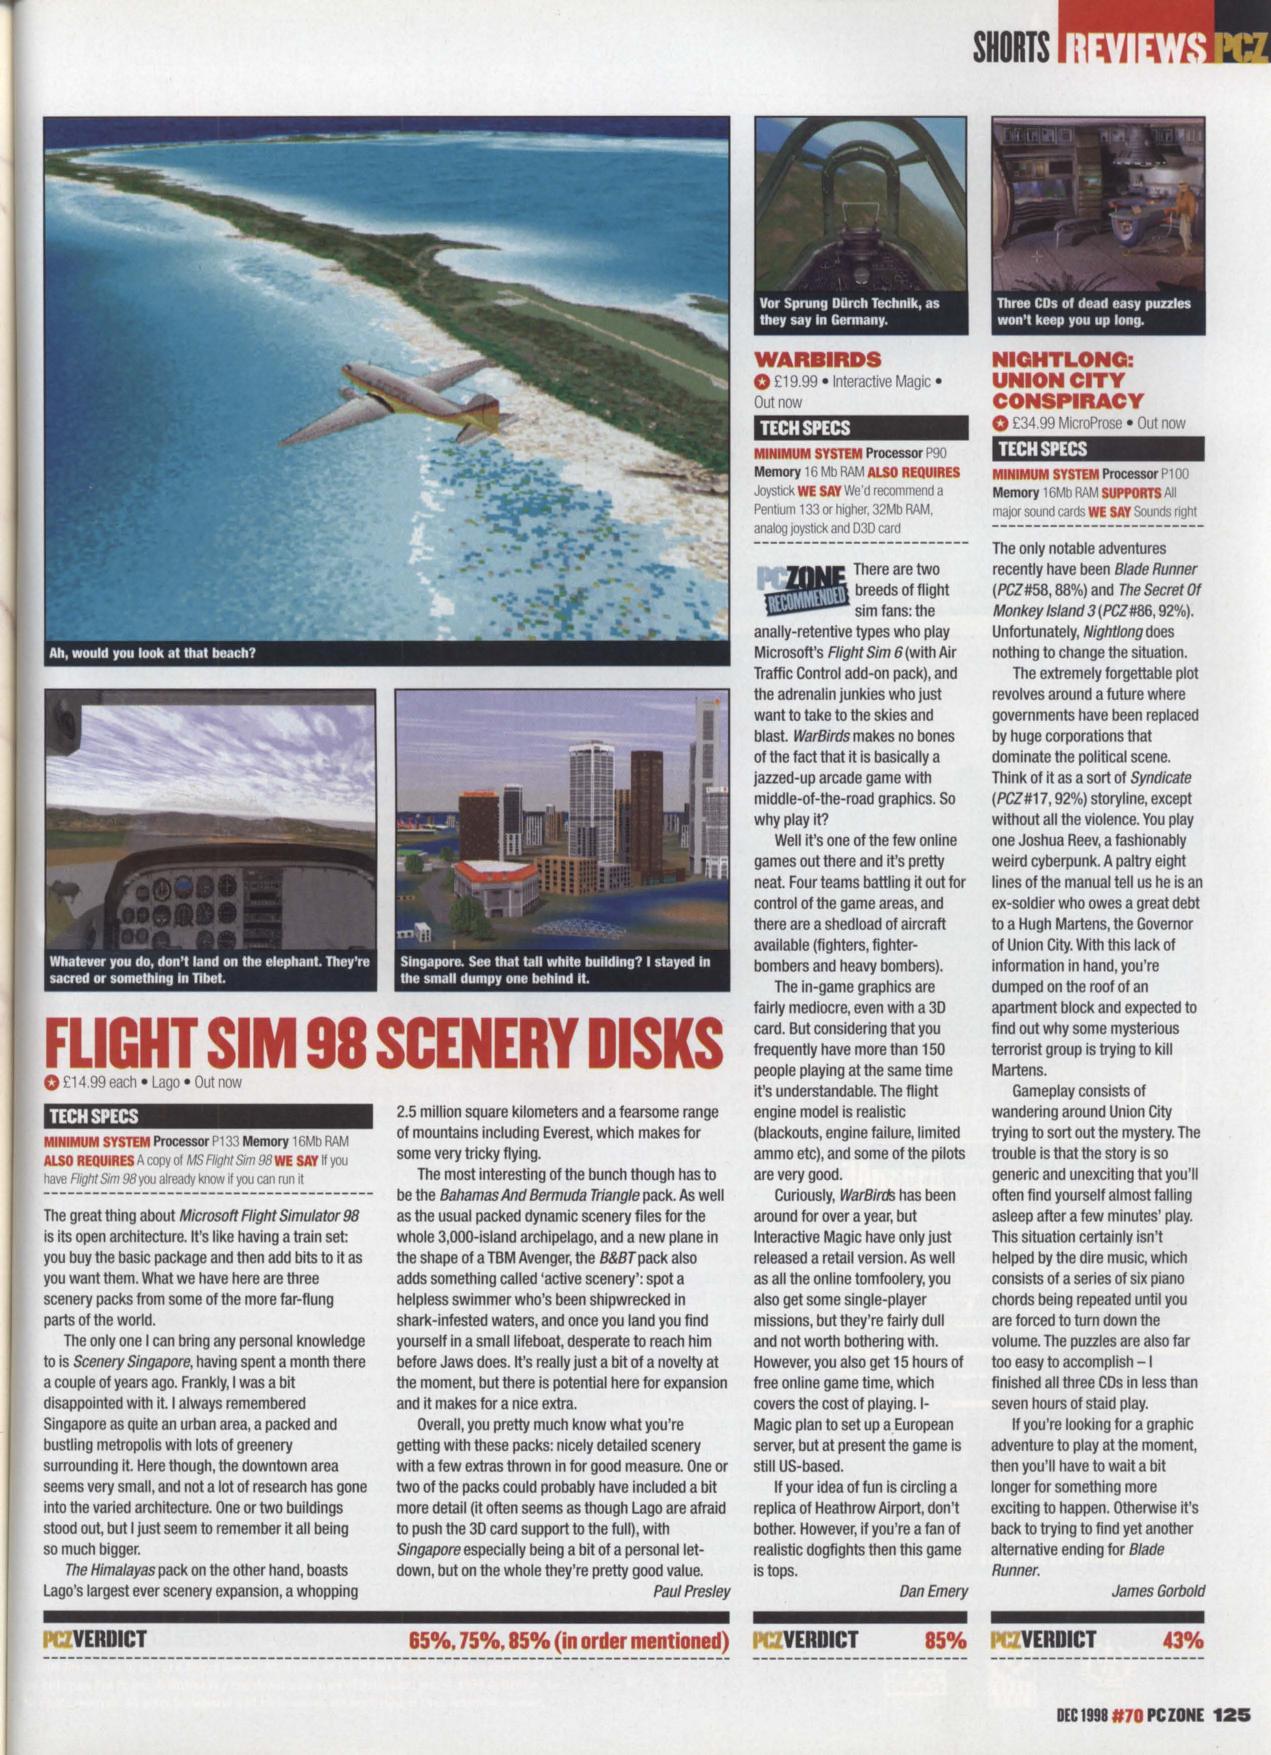 SHORTS REVIEWS PCZ
Ah, would you look at that beach?
Whatever you do, don't land on the elephant. They're
sacred or something in Tibet.
Singapore. See that tall white building? I stayed in
the small dumpy one behind it.
FLIGHT SIM 98 SCENERY DISKS
£14.99 each • Lago • Out now
TECH SPECS
MINIMUM SYSTEM Processor P133 Memory 16Mb RAM
ALSO REQUIRES A copy of MS Flight Sim 98 WE SAY If you
have Flight Sim 98 you already know if you can run it
The great thing about Microsoft Flight Simulator 98
is its open architecture. It's like having a train set:
you buy the basic package and then add bits to it as
you want them. What we have here are three
scenery packs from some of the more far-flung
parts of the world.
The only one I can bring any personal knowledge
to is Scenery Singapore, having spent a month there
a couple of years ago. Frankly, I was a bit
disappointed with it. I always remembered
Singapore as quite an urban area, a packed and
bustling metropolis with lots of greenery
surrounding it. Here though, the downtown area
seems very small, and not a lot of research has gone
into the varied architecture. One or two buildings
stood out, but I just seem to remember it all being
so much bigger.
The Himalayas pack on the other hand, boasts
Lago's largest ever scenery expansion, a whopping
2.5 million square kilometers and a fearsome range
of mountains including Everest, which makes for
some very tricky flying.
The most interesting of the bunch though has to
be the Bahamas And Bermuda Triangle pack. As well
as the usual packed dynamic scenery files for the
whole 3,000-island archipelago, and a new plane in
the shape of a TBM Avenger, the B&BT pack also
adds something called 'active scenery': spot a
helpless swimmer who's been shipwrecked in
shark-infested waters, and once you land you find
yourself in a small lifeboat, desperate to reach him
before Jaws does. It's really just a bit of a novelty at
the moment, but there is potential here for expansion
and it makes for a nice extra.
Overall, you pretty much know what you're
getting with these packs: nicely detailed scenery
with a few extras thrown in for good measure. One or
two of the packs could probably have included a bit
more detail (it often seems as though Lago are afraid
to push the 3D card support to the full), with
Singapore especially being a bit of a personal let-
down, but on the whole they're pretty good value.
Paul Presley
PCZVERDICT 65%, 75%, 85% (in order mentioned)
Vor Sprung Dürch Technik, as
they say in Germany.
WARBIRDS
£19.99 • Interactive Magic •
Out now
TECH SPECS
MINIMUM SYSTEM Processor P90
Memory 16 Mb RAM ALSO REQUIRES
Joystick WE SAY We'd recommend a
Pentium 133 or higher, 32Mb RAM,
analog joystick and D3D card
PCZONE
RECOMMENDED
There are two
breeds of flight
sim fans: the
anally-retentive types who play
Microsoft's Flight Sim 6 (with Air
Traffic Control add-on pack), and
the adrenalin junkies who just
want to take to the skies and
blast. WarBirds makes no bones
of the fact that it is basically a
jazzed-up arcade game with
middle-of-the-road graphics. So
why play it?
Well it's one of the few online
games out there and it's pretty
neat. Four teams battling it out for
control of the game areas, and
there are a shedload of aircraft
available (fighters, fighter-
bombers and heavy bombers).
The in-game graphics are
fairly mediocre, even with a 3D
card. But considering that you
frequently have more than 150
people playing at the same time
it's understandable. The flight
engine model is realistic
(blackouts, engine failure, limited
ammo etc), and some of the pilots
are very good.
Curiously, WarBirds has been
around for over a year, but
Interactive Magic have only just
released a retail version. As well
as all the online tomfoolery, you
also get some single-player
missions, but they're fairly dull
and not worth bothering with.
However, you also get 15 hours of
free online game time, which
covers the cost of playing. I-
Magic plan to set up a European
server, but at present the game is
still US-based.
If your idea of fun is circling a
replica of Heathrow Airport, don't
bother. However, if you're a fan of
realistic dogfights then this game
is tops.
Dan Emery
PCZVERDICT 85%
Three CDs of dead easy puzzles
won't keep you up long.
NIGHTLONG:
UNION CITY
CONSPIRACY
£34.99 MicroProse • Out now
TECH SPECS
MINIMUM SYSTEM Processor P100
Memory 16Mb RAM SUPPORTS All
major sound cards WE SAY Sounds right
The only notable adventures
recently have been Blade Runner
(PCZ #58, 88%) and The Secret Of
Monkey Island 3 (PCZ #86, 92%).
Unfortunately, Nightlong does
nothing to change the situation.
The extremely forgettable plot
revolves around a future where
governments have been replaced
by huge corporations that
dominate the political scene.
Think of it as a sort of Syndicate
(PCZ #17, 92%) storyline, except
without all the violence. You play
one Joshua Reev, a fashionably
weird cyberpunk. A paltry eight
lines of the manual tell us he is an
ex-soldier who owes a great debt
to a Hugh Martens, the Governor
of Union City. With this lack of
information in hand, you're
dumped on the roof of an
apartment block and expected to
find out why some mysterious
terrorist group is trying to kill
Martens.
Gameplay consists of
wandering around Union City
trying to sort out the mystery. The
trouble is that the story is so
generic and unexciting that you'll
often find yourself almost falling
asleep after a few minutes' play.
This situation certainly isn't
helped by the dire music, which
consists of a series of six piano
chords being repeated until you
are forced to turn down the
volume. The puzzles are also far
too easy to accomplish – I
finished all three CDs in less than
seven hours of staid play.
If you're looking for a graphic
adventure to play at the moment,
then you'll have to wait a bit
longer for something more
exciting to happen. Otherwise it's
back to trying to find yet another
alternative ending for Blade
Runner.
James Gorbold
PCZVERDICT 43%
DEC 1998 #70 PC ZONE 125